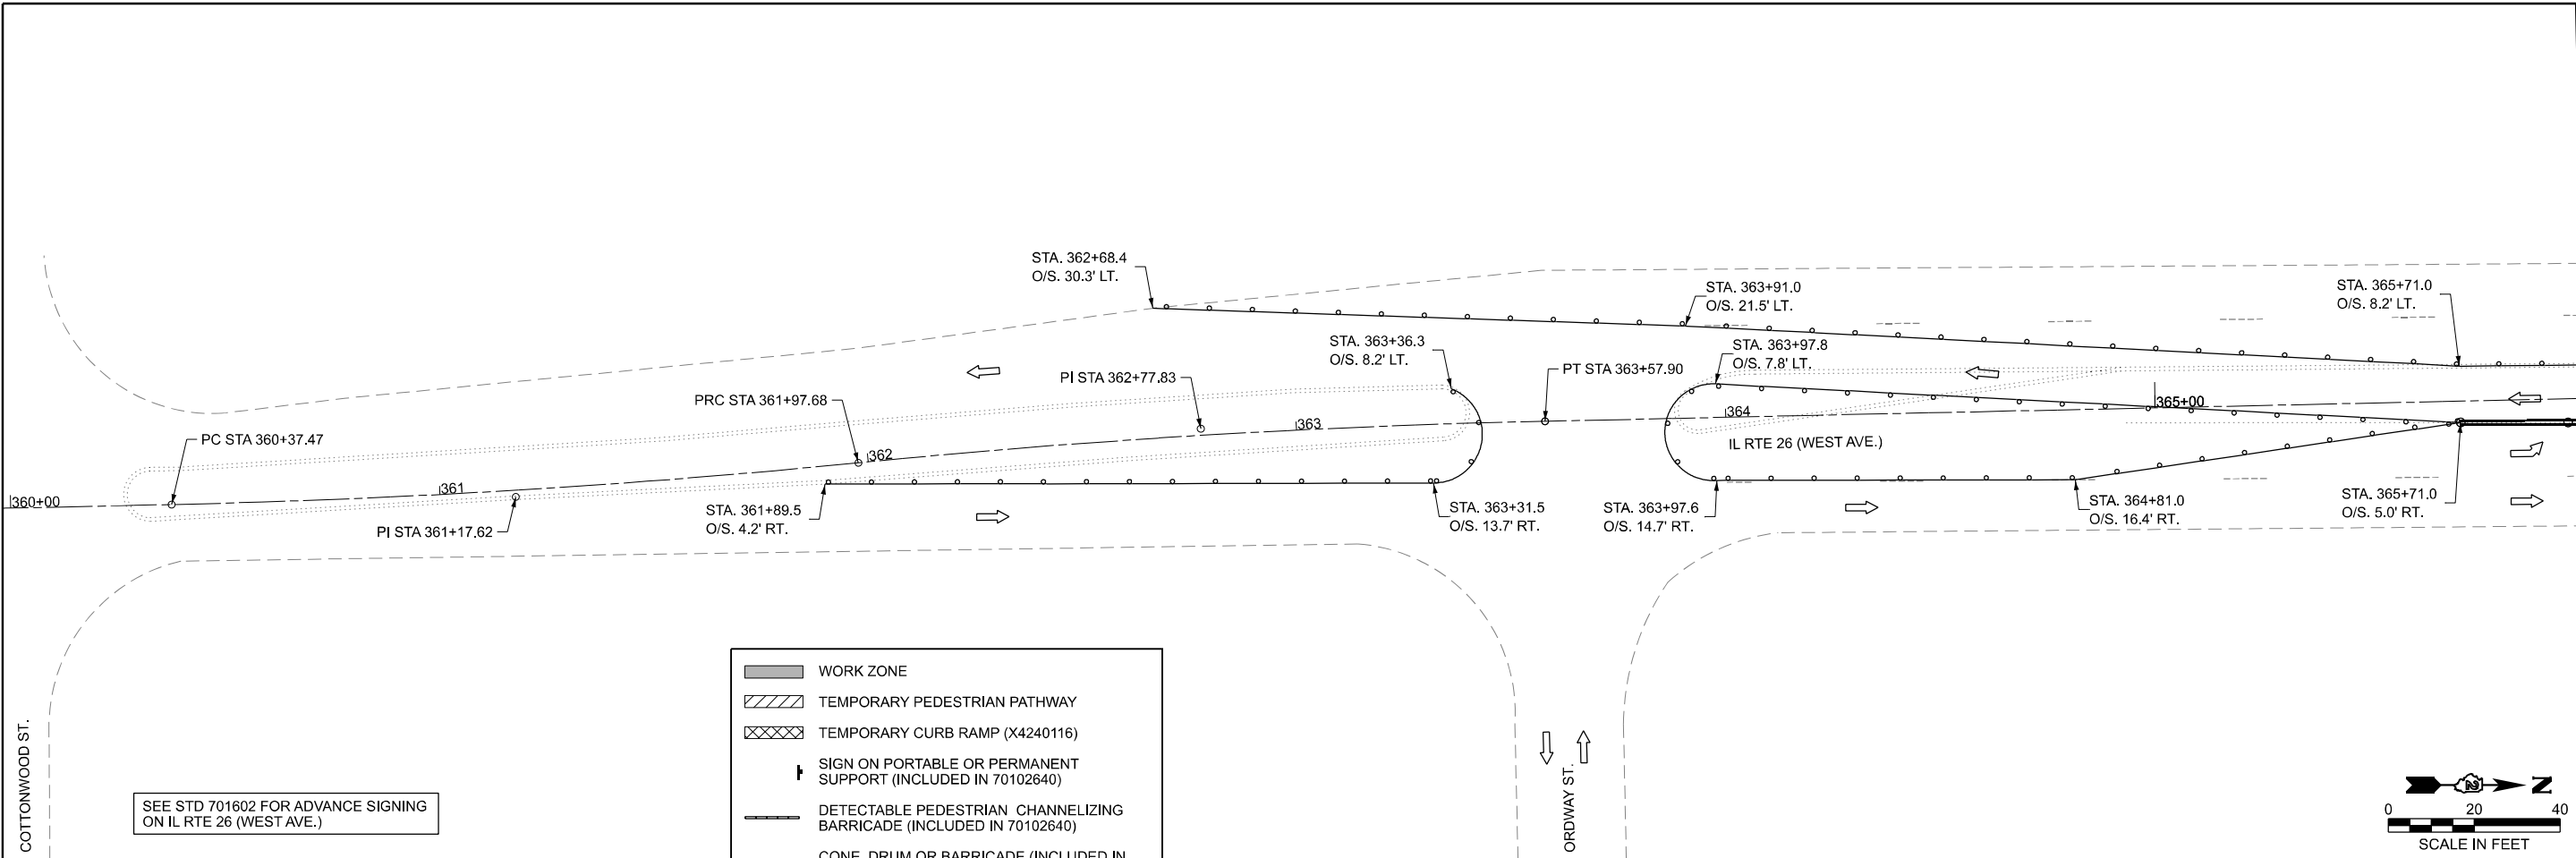 STA. 362+68.4
O/S. 30.3' LT.
STA. 363+91.0
O/S. 21.5' LT.
STA. 365+71.0
O/S. 8.2' LT.
STA. 363+36.3
O/S. 8.2' LT.
STA. 363+97.8
O/S. 7.8' LT.
PI STA 362+77.83
PT STA 363+57.90
PRC STA 361+97.68
PC STA 360+37.47
360+00
361
362
363
364
365+00
IL RTE 26 (WEST AVE.)
PI STA 361+17.62
STA. 361+89.5
O/S. 4.2' RT.
STA. 363+31.5
O/S. 13.7' RT.
STA. 363+97.6
O/S. 14.7' RT.
STA. 364+81.0
O/S. 16.4' RT.
STA. 365+71.0
O/S. 5.0' RT.
WORK ZONE
TEMPORARY PEDESTRIAN PATHWAY
TEMPORARY CURB RAMP (X4240116)
SIGN ON PORTABLE OR PERMANENT
SUPPORT (INCLUDED IN 70102640)
DETECTABLE PEDESTRIAN CHANNELIZING
BARRICADE (INCLUDED IN 70102640)
CONE, DRUM OR BARRICADE (INCLUDED IN
SEE STD 701602 FOR ADVANCE SIGNING
ON IL RTE 26 (WEST AVE.)
COTTONWOOD ST.
ORDWAY ST.
N
0 20 40
SCALE IN FEET